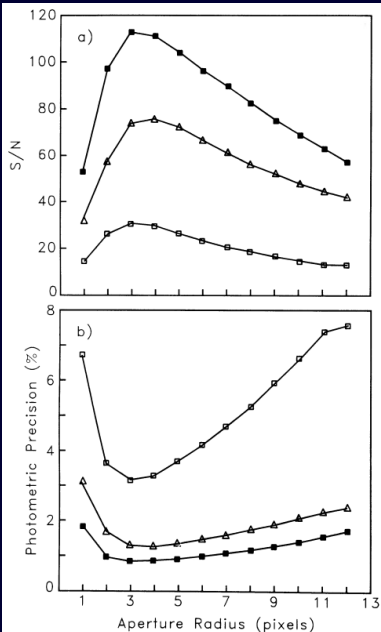 a)
S/N
120
100
80
60
40
20
0
b)
Photometric Precision (%)
8
6
4
2
0
1 3 5 7 9 11 13
Aperture Radius (pixels)